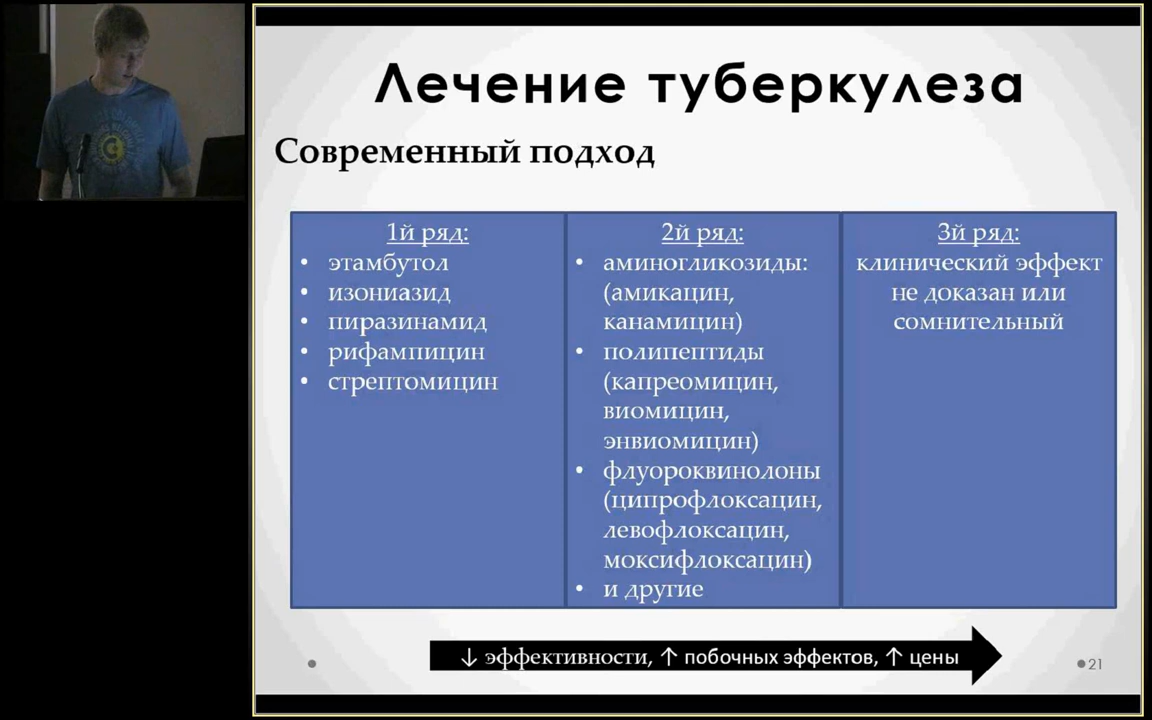 Лечение туберкулеза
Современный подход
1й ряд:
• этамбутол
• изониазид
• пиразинамид
• рифампицин
• стрептомицин
2й ряд:
• аминогликозиды:
(амикацин,
канамицин)
• полипептиды
(капреомицин,
виомицин,
энвиомицин)
• флуороквинолоны
(ципрофлоксацин,
левофлоксацин,
моксифлоксацин)
• и другие
3й ряд:
клинический эффект
не доказан или
сомнительный
↓ эффективности, ↑ побочных эффектов, ↑ цены
21